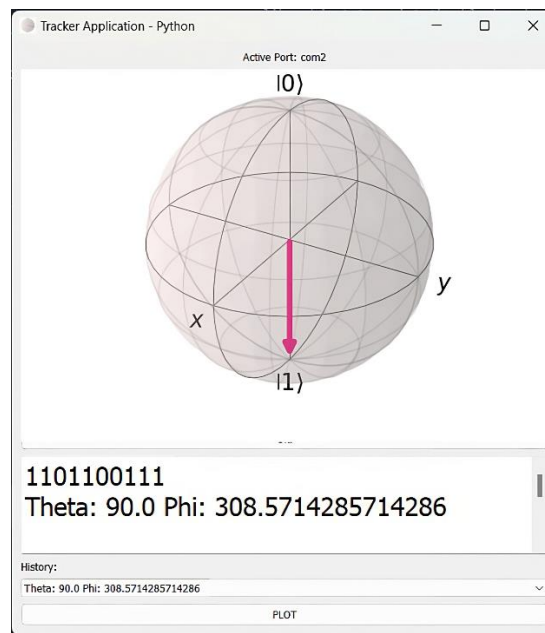 Tracker Application - Python
Active Port: com2
|0⟩
x
y
|1⟩
1101100111
Theta: 90.0 Phi: 308.5714285714286
History:
Theta: 90.0 Phi: 308.5714285714286
PLOT